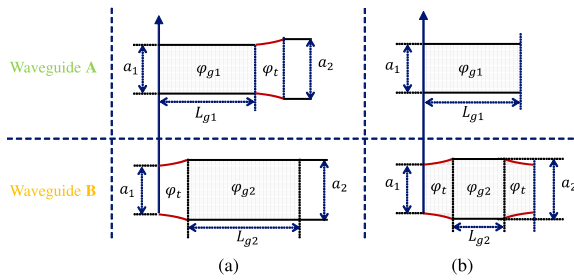 Waveguide A
a₁
φg1
φt
a₂
Lg1
a₁
φg1
Lg1
Waveguide B
a₁
φt
φg2
a₂
Lg2
a₁
φt
φg2
φt
a₂
Lg2
(a)
(b)